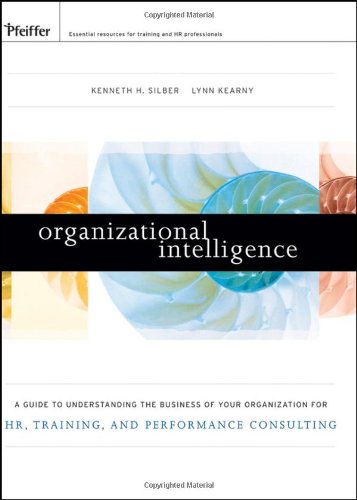 Copyrighted Material
Pfeiffer
Essential resources for training and HR professionals
KENNETH H. SILBER LYNN KEARNY
organizational
intelligence
A GUIDE TO UNDERSTANDING THE BUSINESS OF YOUR ORGANIZATION FOR
HR, TRAINING, AND PERFORMANCE CONSULTING
Copyrighted Material